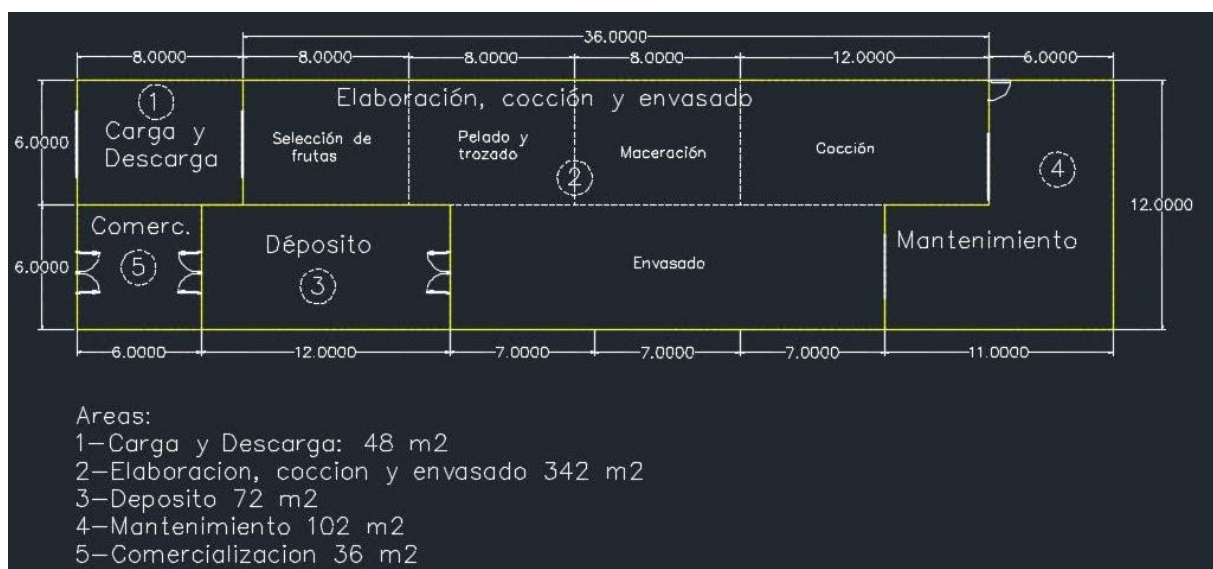 36.0000
8.0000 8.0000 8.0000 8.0000 12.0000 6.0000
1
Carga y
Descarga
Elaboración, cocción y envasado
Selección de
frutas
Pelado y
trozado
Maceración
Cocción
2
4
6.0000
12.0000
Comerc.
5
Déposito
3
Envasado
Mantenimiento
6.0000
6.0000 12.0000 7.0000 7.0000 7.0000 11.0000
Areas:
1-Carga y Descarga: 48 m2
2-Elaboracion, coccion y envasado 342 m2
3-Deposito 72 m2
4-Mantenimiento 102 m2
5-Comercializacion 36 m2